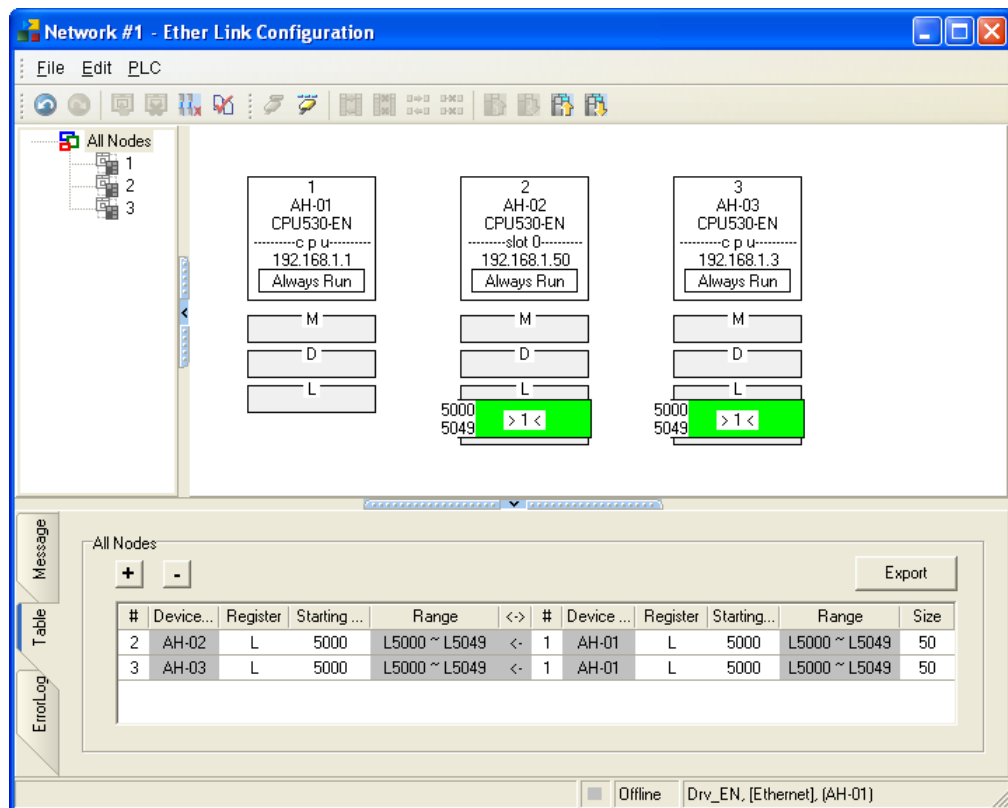 Network #1 - Ether Link Configuration
File Edit PLC
All Nodes
1
2
3
1
AH-01
CPU530-EN
---------c p u---------
192.168.1.1
Always Run
M
D
L
2
AH-02
CPU530-EN
--------slot 0---------
192.168.1.50
Always Run
M
D
L
5000
5049
> 1 <
3
AH-03
CPU530-EN
---------c p u---------
192.168.1.3
Always Run
M
D
L
5000
5049
> 1 <
Message
Table
ErrorLog
All Nodes
+ - Export
# Device... Register Starting ... Range <-> # Device ... Register Starting... Range Size
2 AH-02 L 5000 L5000 ~ L5049 <- 1 AH-01 L 5000 L5000 ~ L5049 50
3 AH-03 L 5000 L5000 ~ L5049 <- 1 AH-01 L 5000 L5000 ~ L5049 50
Offline Drv_EN, [Ethernet], (AH-01)